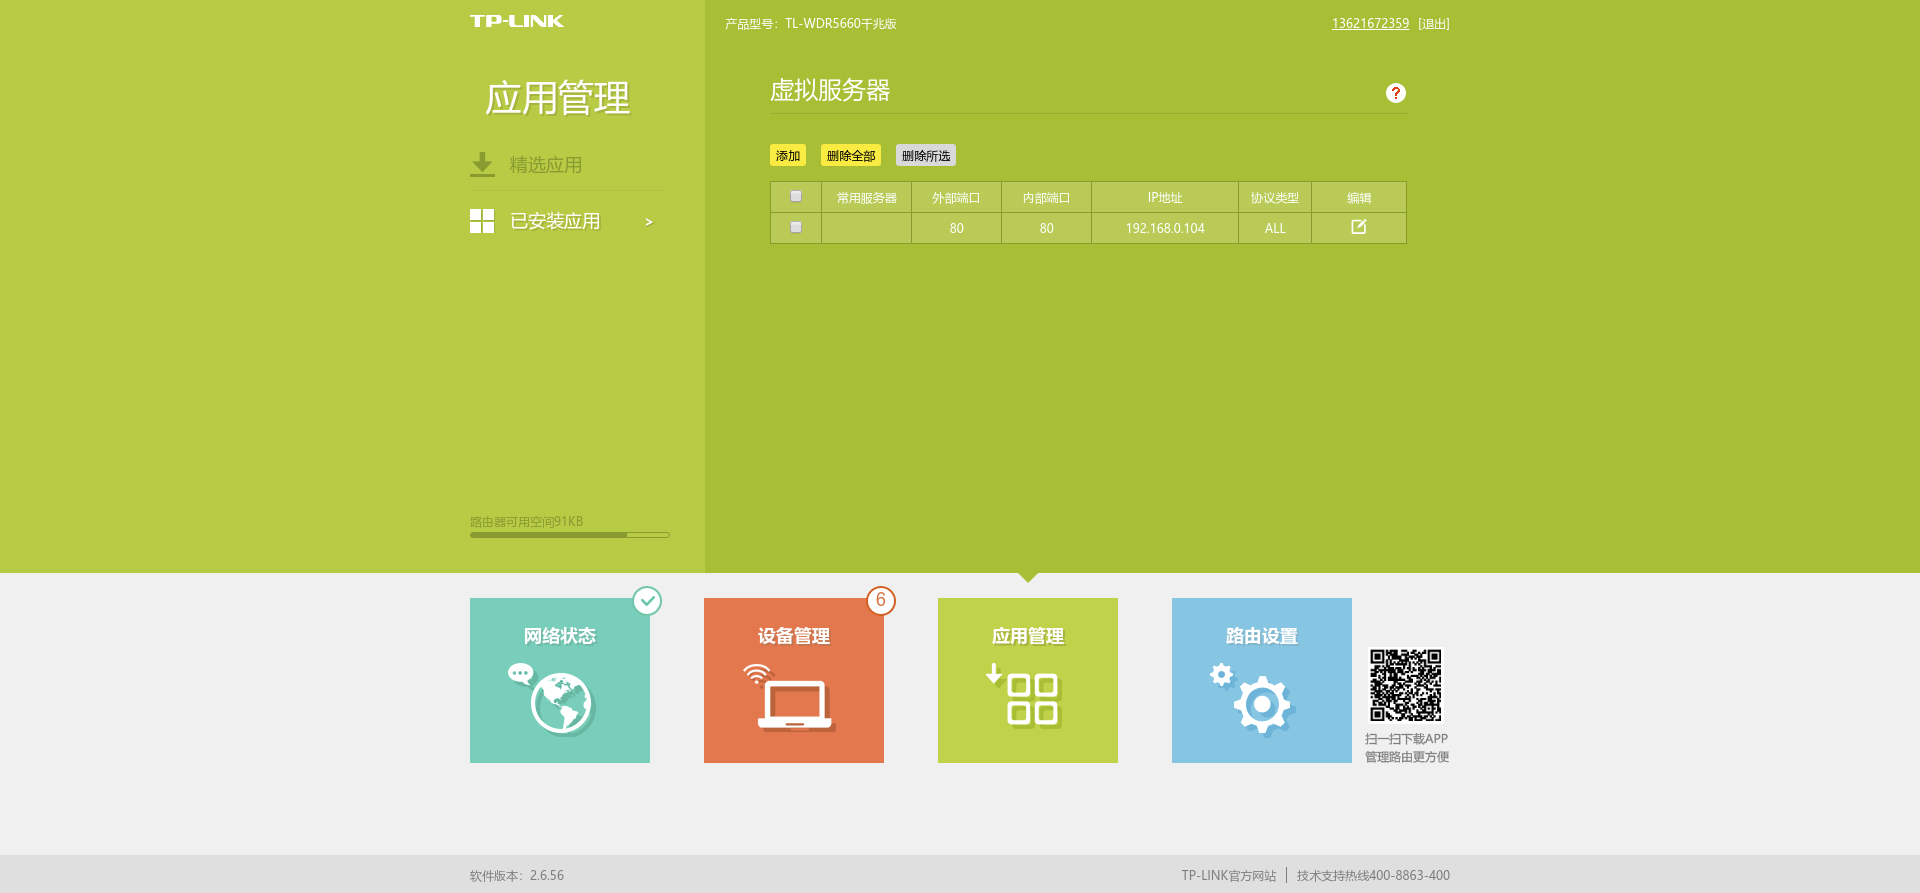 TP-LINK
产品型号：TL-WDR5660千兆版
13621672359 [退出]
应用管理
精选应用
已安装应用 >
路由器可用空间91KB
虚拟服务器
?
添加 删除全部 删除所选
常用服务器 外部端口 内部端口 IP地址 协议类型 编辑
80 80 192.168.0.104 ALL
网络状态
6
设备管理
应用管理
路由设置
扫一扫下载APP
管理路由更方便
软件版本：2.6.56
TP-LINK官方网站 | 技术支持热线400-8863-400